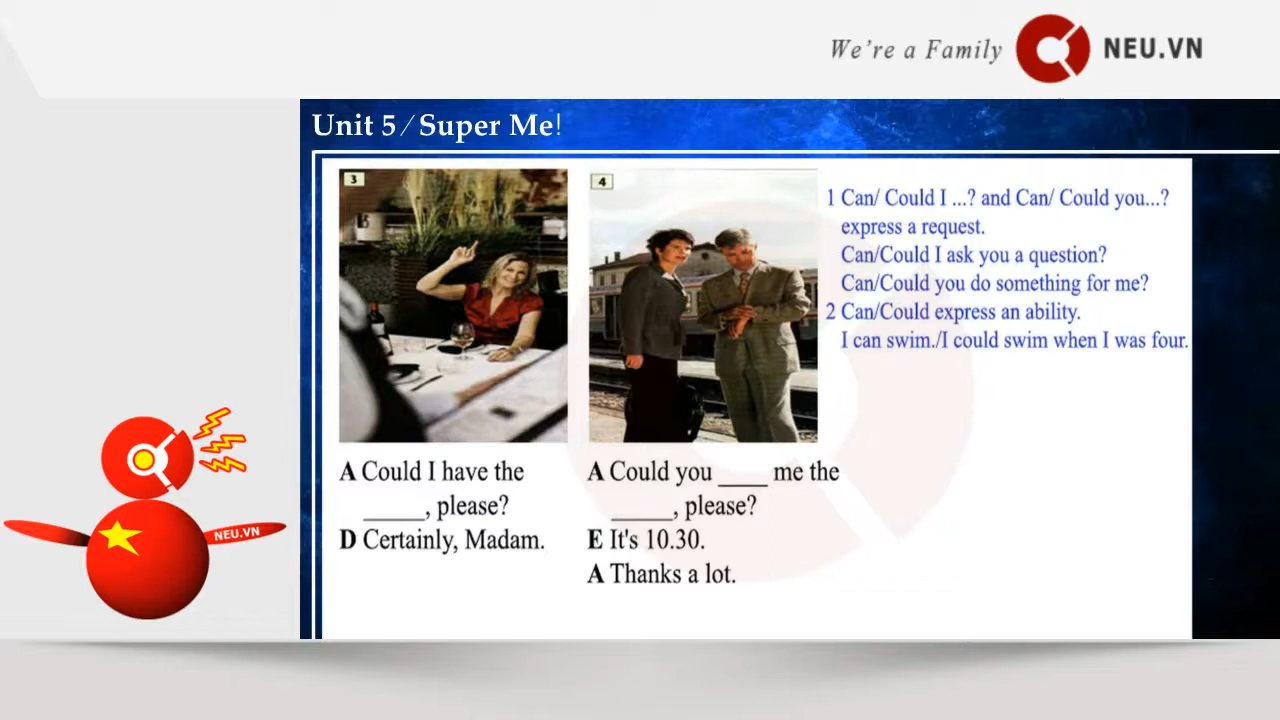 We're a Family
NEU.VN
Unit 5 / Super Me!
3
4
1 Can/ Could I ...? and Can/ Could you...?
express a request.
Can/Could I ask you a question?
Can/Could you do something for me?
2 Can/Could express an ability.
I can swim./I could swim when I was four.
A Could I have the
_____, please?
D Certainly, Madam.
A Could you ____ me the
_____, please?
E It's 10.30.
A Thanks a lot.
NEU.VN